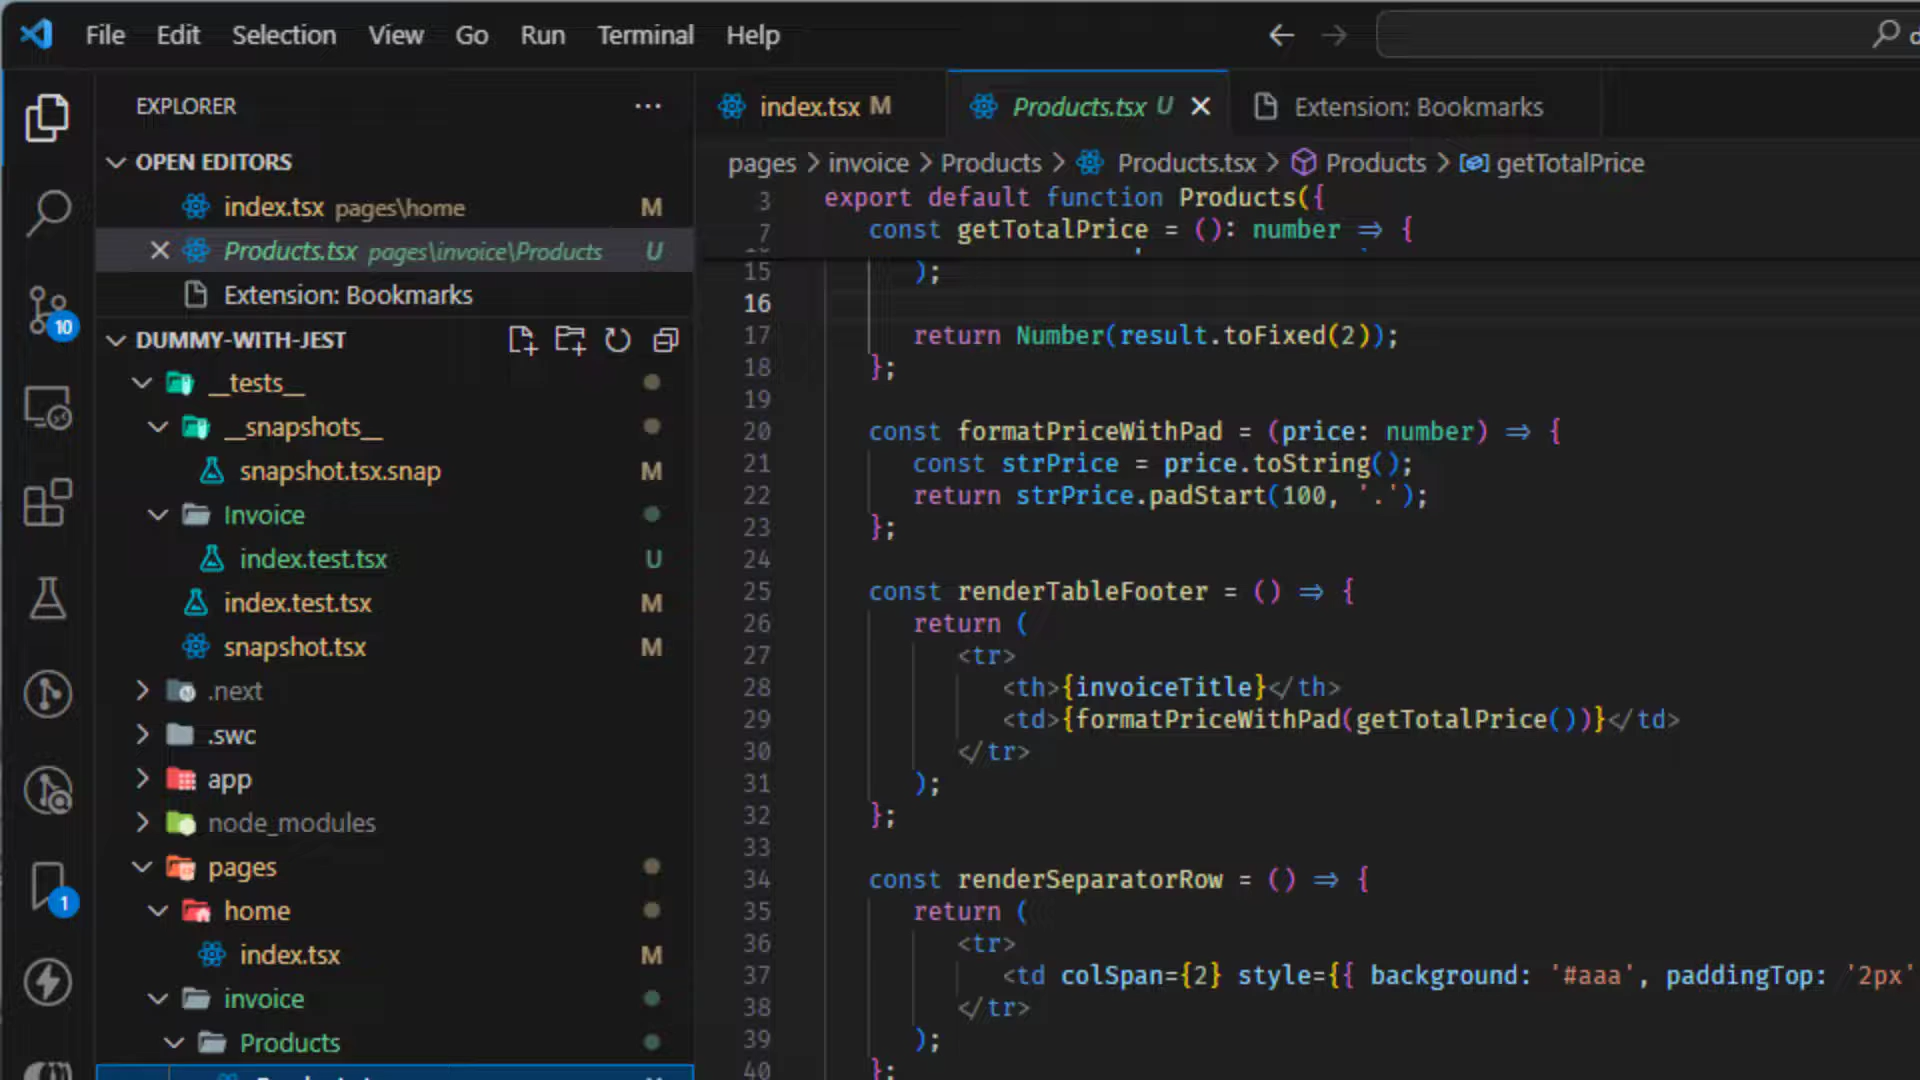 File Edit Selection View Go Run Terminal Help
EXPLORER
OPEN EDITORS
index.tsx pages\home M
Products.tsx pages\invoice\Products U
Extension: Bookmarks
DUMMY-WITH-JEST
__tests__
__snapshots__
snapshot.tsx.snap M
Invoice
index.test.tsx U
index.test.tsx M
snapshot.tsx M
.next
.swc
app
node_modules
pages
home
index.tsx M
invoice
Products
10
1
index.tsx M Products.tsx U Extension: Bookmarks
pages > invoice > Products > Products.tsx > Products > getTotalPrice
3 export default function Products({
7 const getTotalPrice = (): number => {
15 );
16
17 return Number(result.toFixed(2));
18 };
19
20 const formatPriceWithPad = (price: number) => {
21 const strPrice = price.toString();
22 return strPrice.padStart(100, '.');
23 };
24
25 const renderTableFooter = () => {
26 return (
27 <tr>
28 <th>{invoiceTitle}</th>
29 <td>{formatPriceWithPad(getTotalPrice())}</td>
30 </tr>
31 );
32 };
33
34 const renderSeparatorRow = () => {
35 return (
36 <tr>
37 <td colSpan={2} style={{ background: '#aaa', paddingTop: '2px'
38 </tr>
39 );
40 };